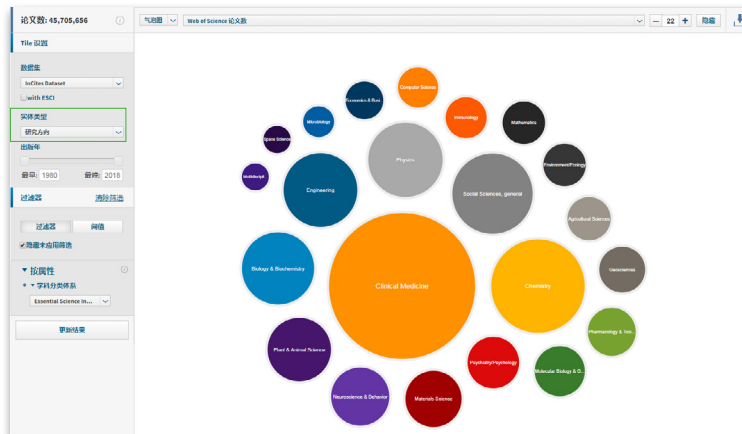 论文数: 45,705,656
气泡图
Web of Science 论文数
22
隐藏
Tile 设置
数据集
InCites Dataset
with ESCI
实体类型
研究方向
出版年
最早: 1980 最晚: 2018
过滤器 清除筛选
过滤器 阈值
隐藏未应用筛选
按属性
学科分类体系
Essential Science In...
更新结果
Computer Science
Economics & Busi...
Immunology
Microbiology
Mathematics
Space Science
Physics
Environment/Ecology
Multidiscipli...
Engineering
Social Sciences, general
Agricultural Sciences
Biology & Biochemistry
Clinical Medicine
Chemistry
Geosciences
Plant & Animal Science
Pharmacology & Tox...
Psychiatry/Psychology
Molecular Biology & G...
Neuroscience & Behavior
Materials Science